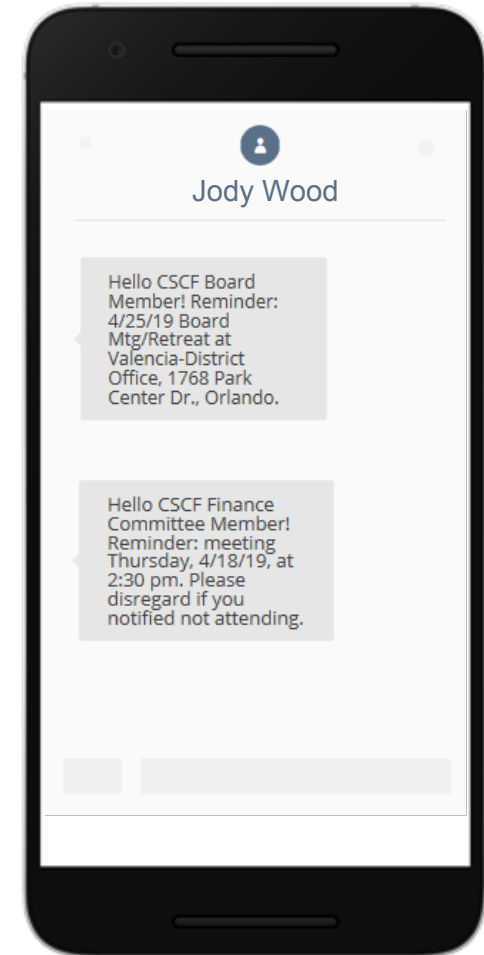 Jody Wood
Hello CSCF Board
Member! Reminder:
4/25/19 Board
Mtg/Retreat at
Valencia-District
Office, 1768 Park
Center Dr., Orlando.
Hello CSCF Finance
Committee Member!
Reminder: meeting
Thursday, 4/18/19, at
2:30 pm. Please
disregard if you
notified not attending.